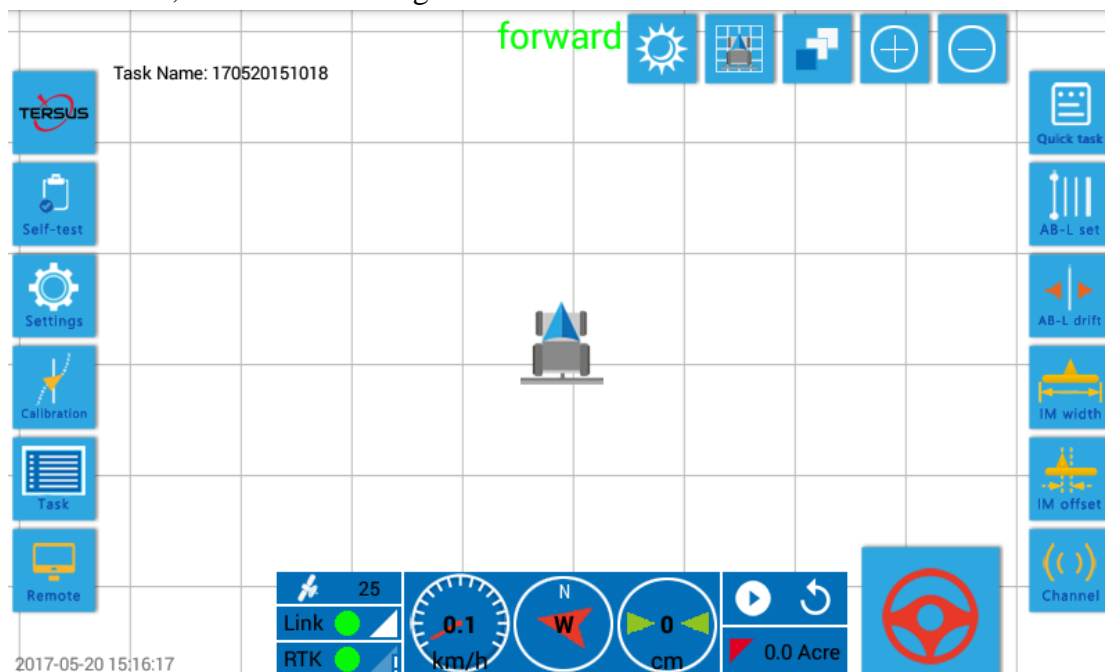 forward
Task Name: 170520151018
TERSUS
Self-test
Settings
Calibration
Task
Remote
Quick task
AB-L set
AB-L drift
IM width
IM offset
Channel
25
Link
RTK
0.1
km/h
N
W
0
cm
0.0 Acre
2017-05-20 15:16:17